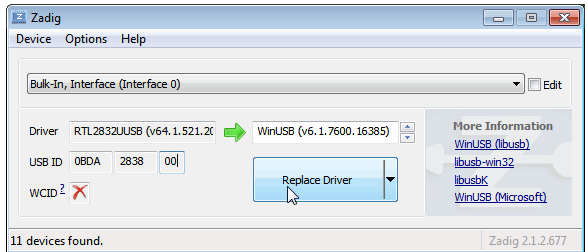 Zadig
Device Options Help
Bulk-In, Interface (Interface 0) Edit
Driver RTL2832UUSB (v64.1.521.20 WinUSB (v6.1.7600.16385)
USB ID 0BDA 2838 00
WCID ?
Replace Driver
More Information
WinUSB (libusb)
libusb-win32
libusbK
WinUSB (Microsoft)
11 devices found. Zadig 2.1.2.677